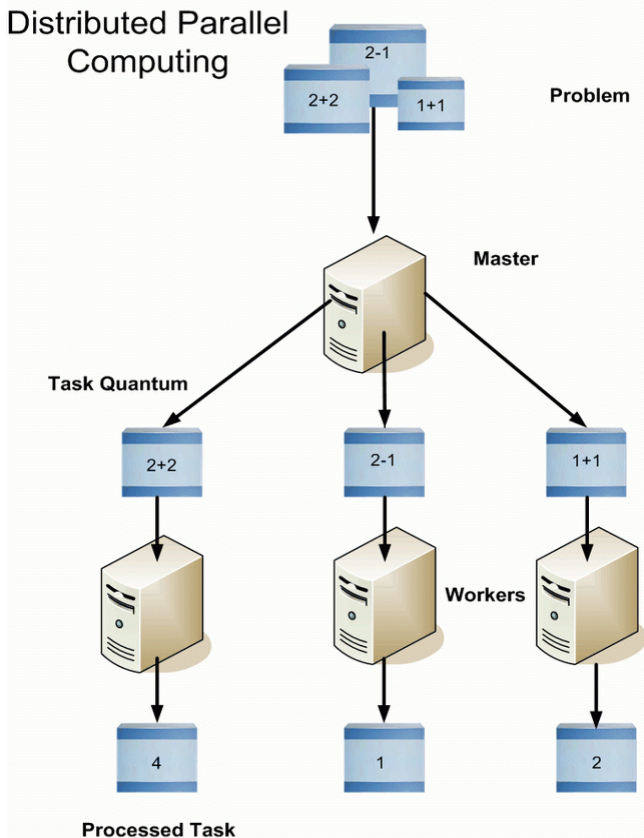 Distributed Parallel
Computing
2-1
2+2
1+1
Problem
Master
Task Quantum
2+2
2-1
1+1
Workers
4
1
2
Processed Task